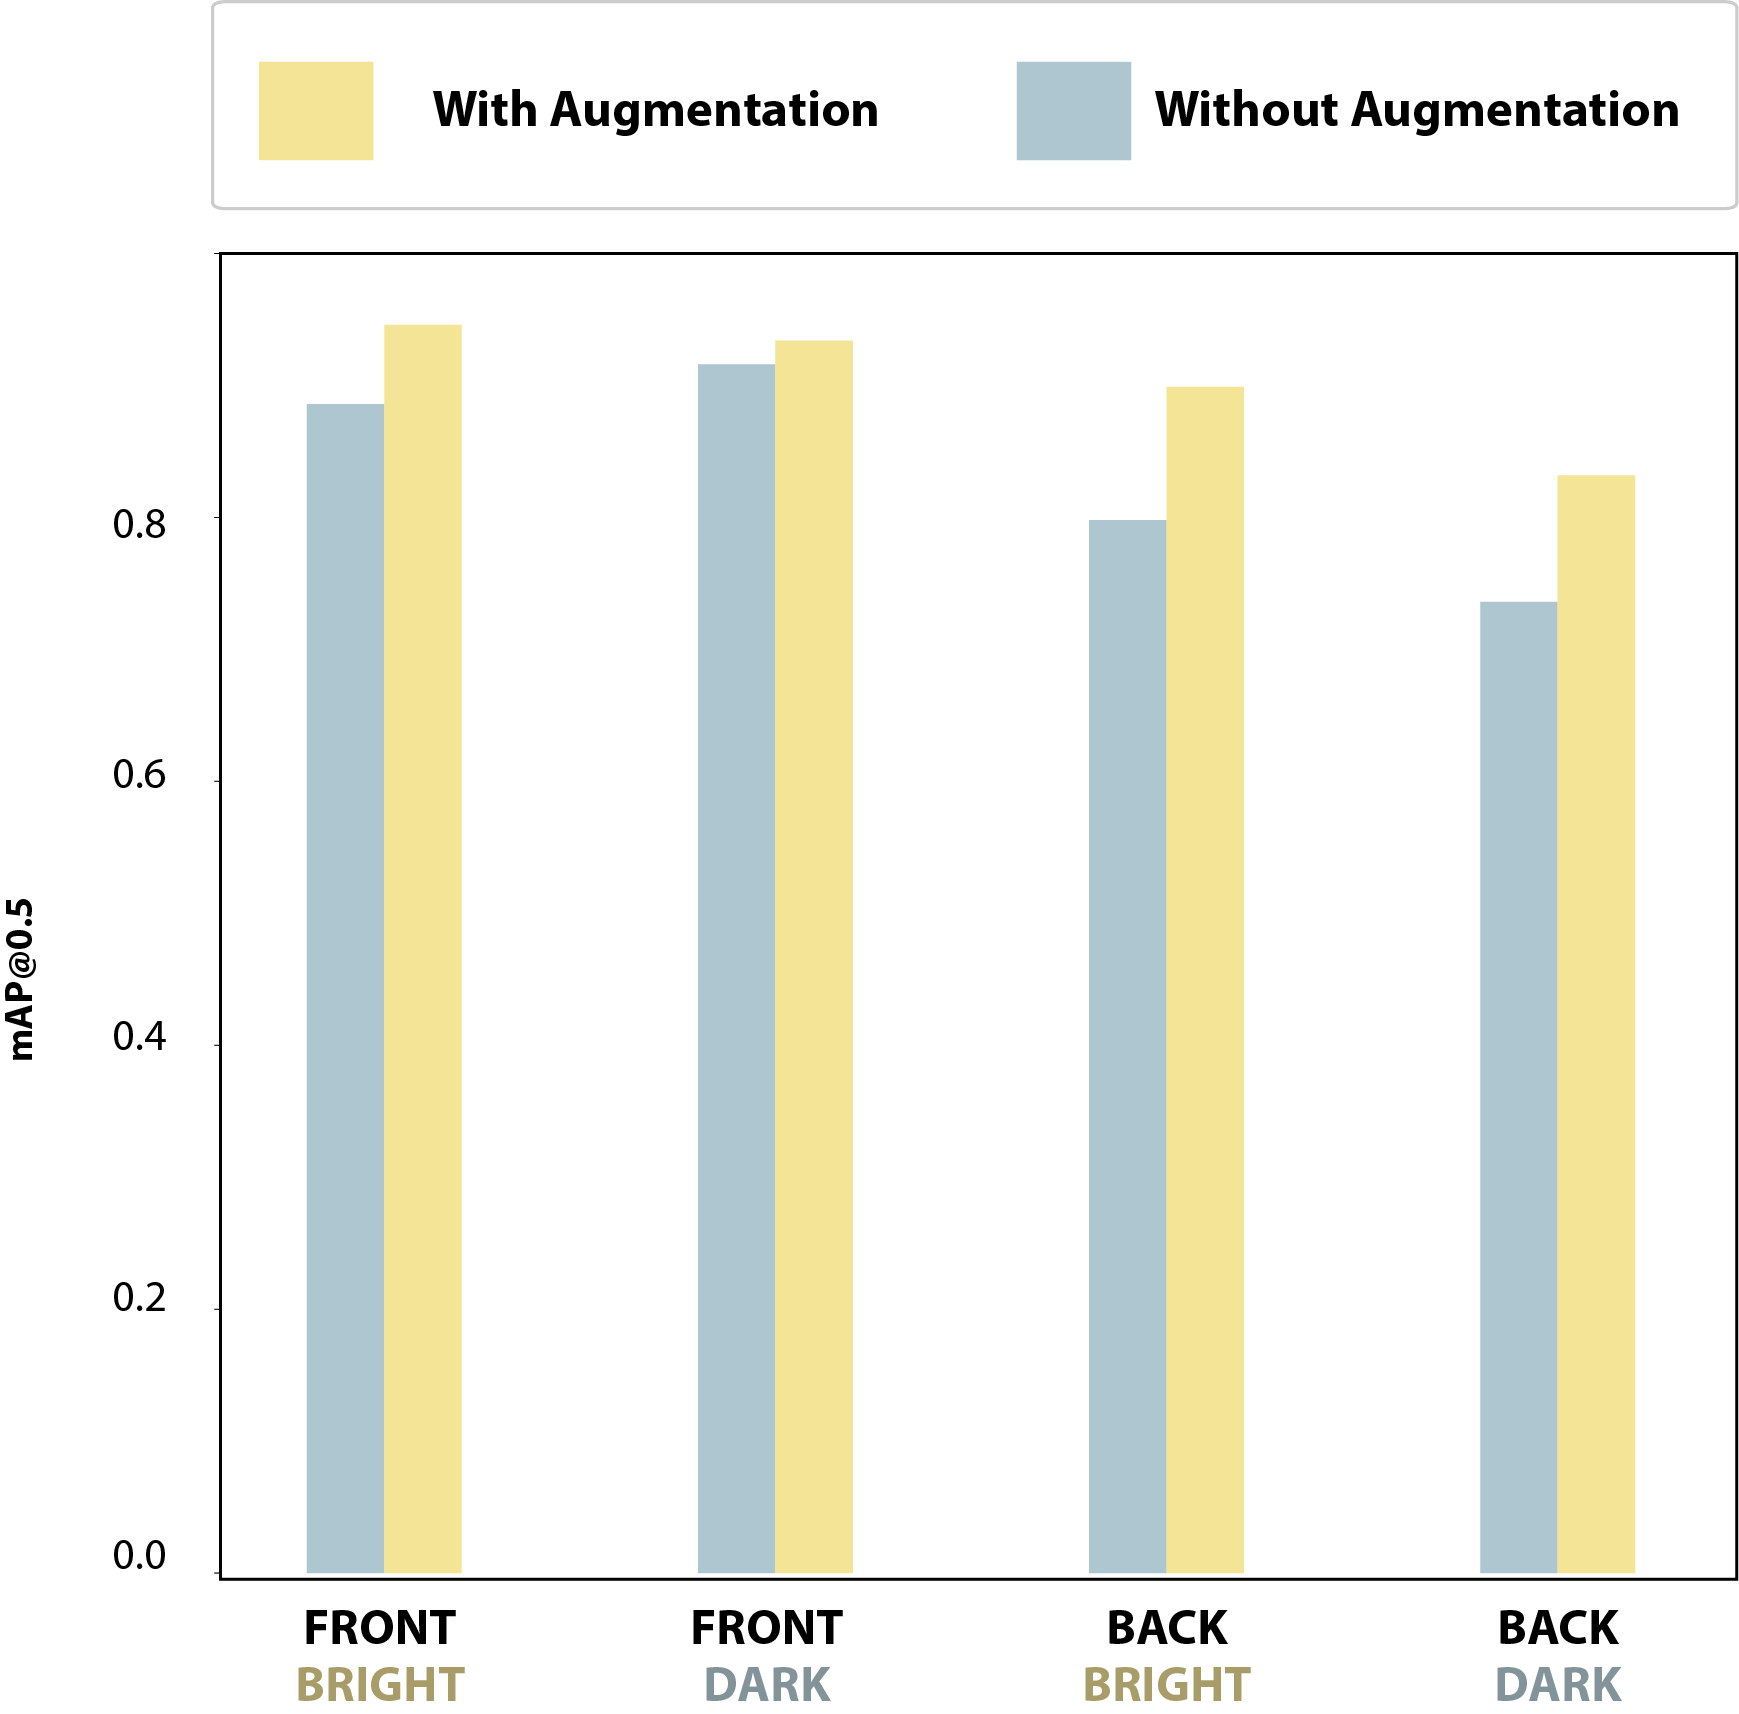 With Augmentation
Without Augmentation
0.8
0.6
0.4
0.2
0.0
mAP@0.5
FRONT
BRIGHT
FRONT
DARK
BACK
BRIGHT
BACK
DARK